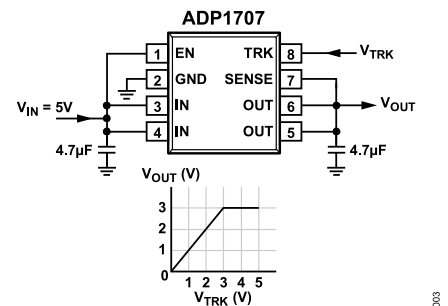 ADP1707
1 EN TRK 8 VTRK
2 GND SENSE 7
VIN = 5V 3 IN OUT 6 VOUT
4 IN OUT 5
4.7µF 4.7µF
VOUT (V)
3
2
1
0
1 2 3 4 5
VTRK (V)
003